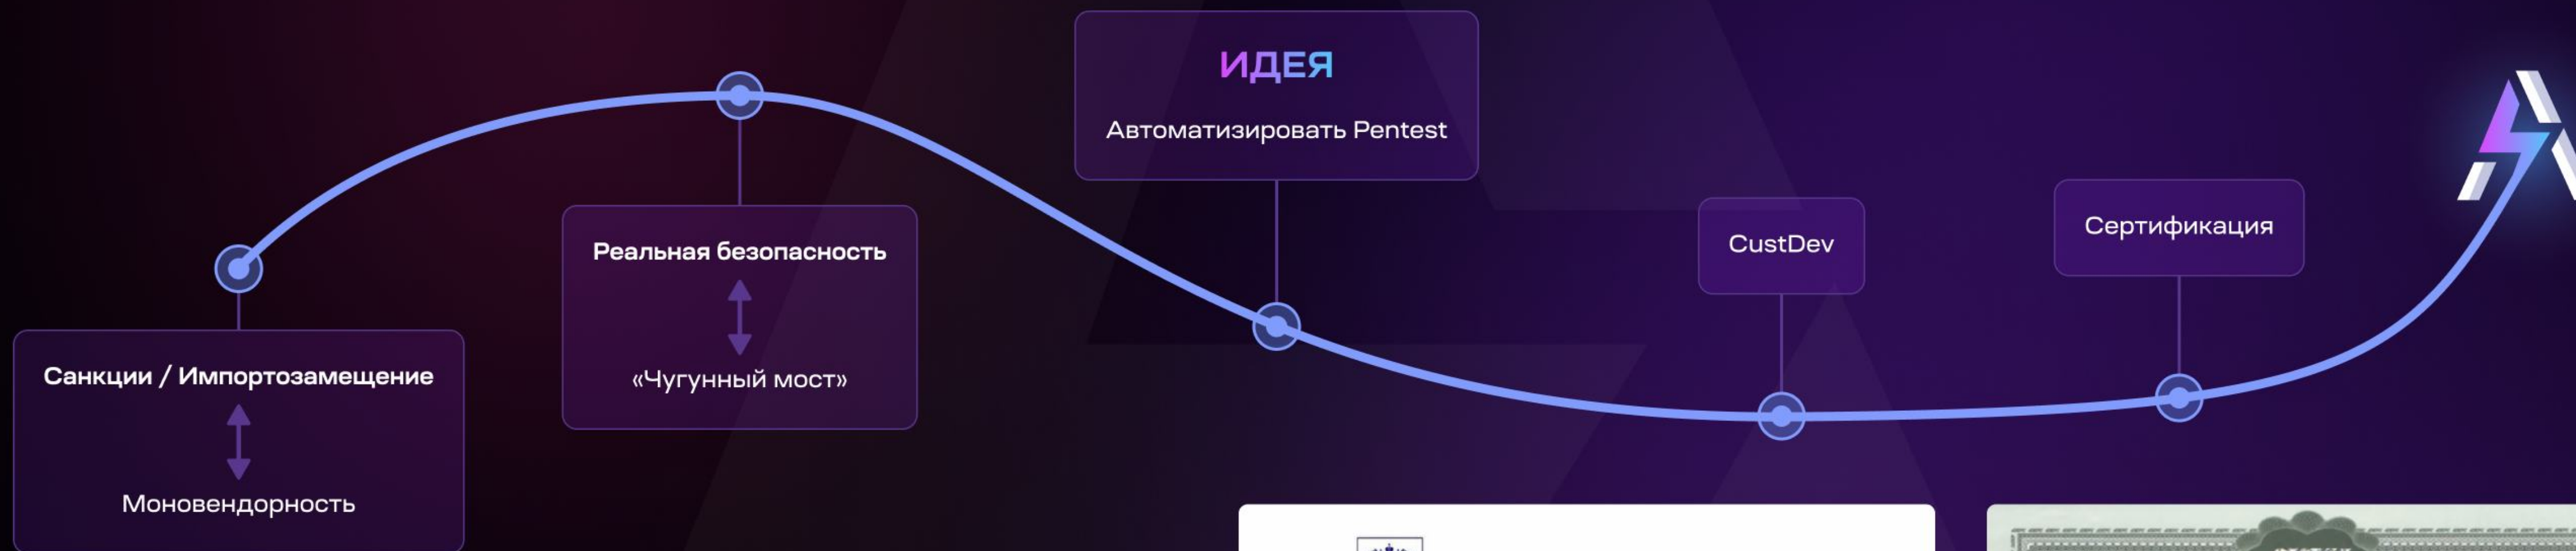 Санкции / Импортозамещение
Моновендорность
Реальная безопасность
«Чугунный мост»
ИДЕЯ
Автоматизировать Pentest
CustDev
Сертификация